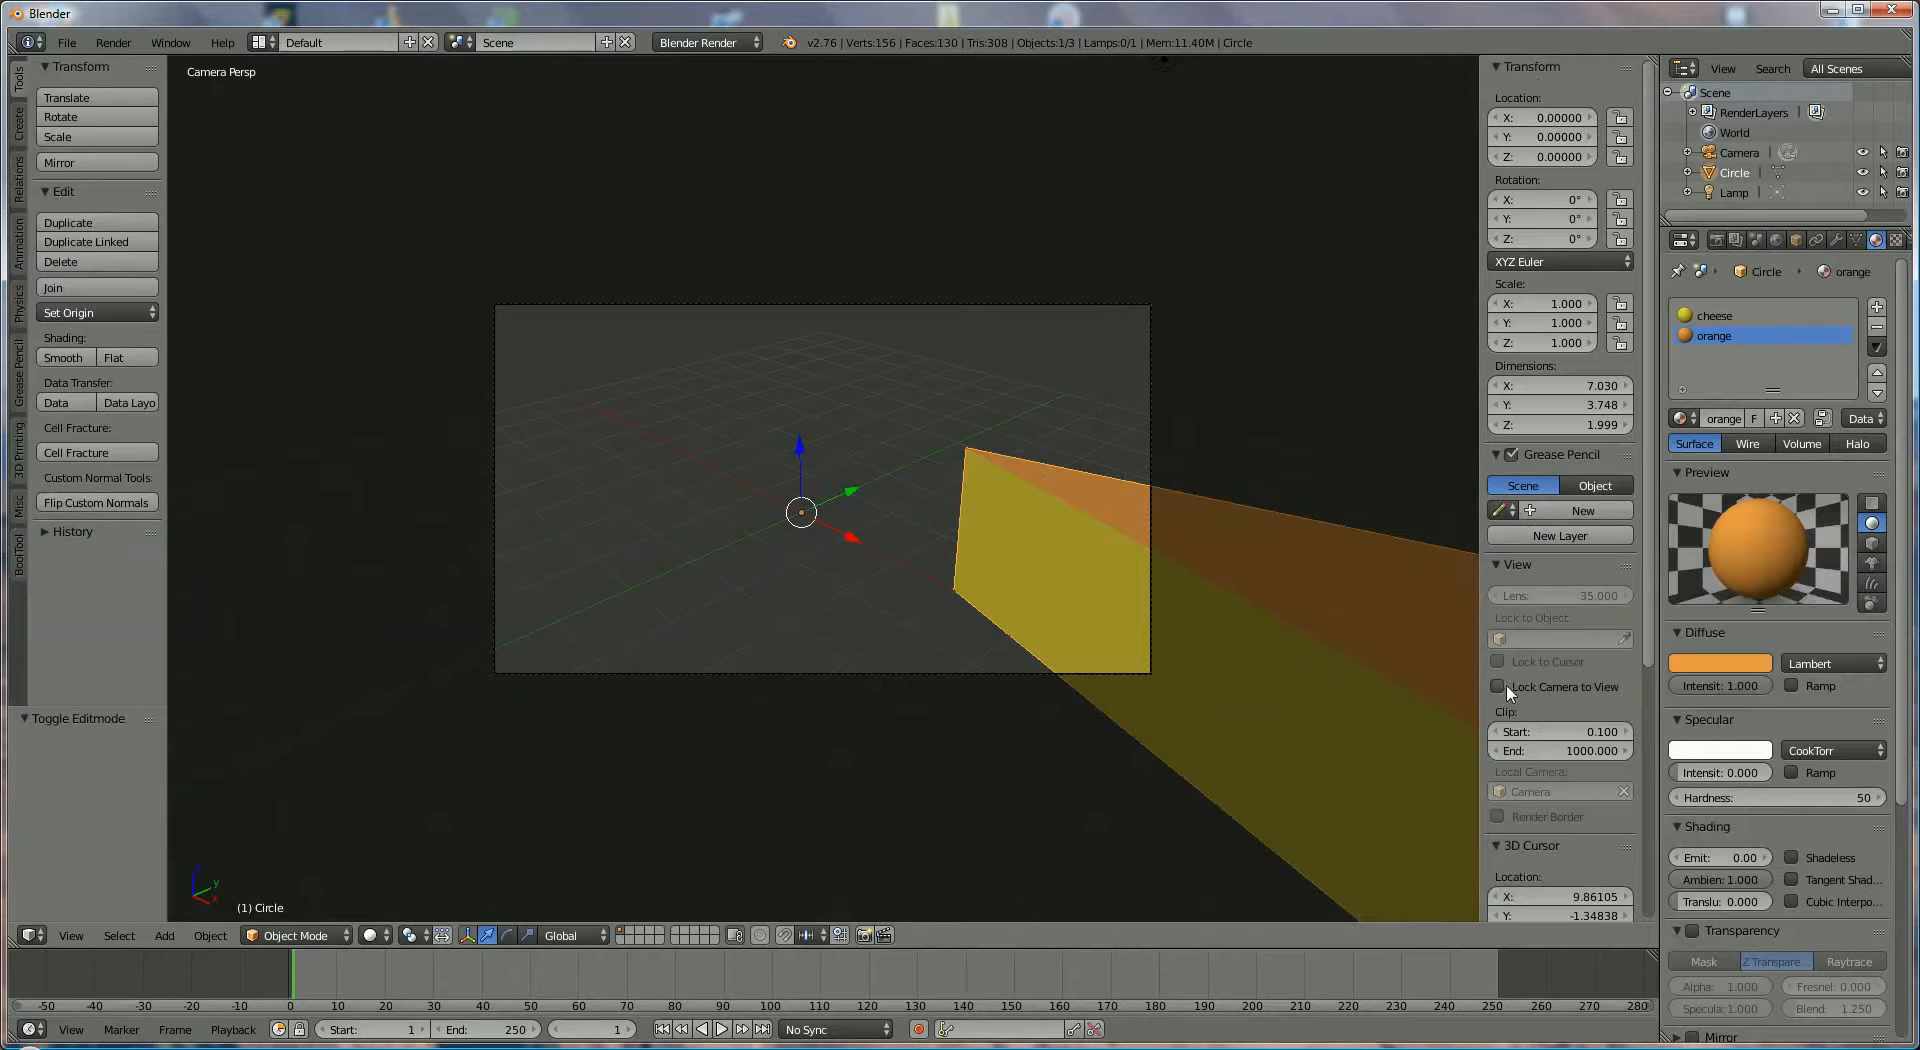 Blender
File Render Window Help Default Scene Blender Render v2.76 | Verts:156 | Faces:130 | Tris:308 | Objects:1/3 | Lamps:0/1 | Mem:11.40M | Circle
Tools
Create
Relations
Animation
Physics
Grease Pencil
3D Printing
Misc
BoolTool
Transform
Translate
Rotate
Scale
Mirror
Edit
Duplicate
Duplicate Linked
Delete
Join
Set Origin
Shading:
Smooth Flat
Data Transfer:
Data Data Layo
Cell Fracture:
Cell Fracture
Custom Normal Tools:
Flip Custom Normals
History
Toggle Editmode
Camera Persp
z
y
x
(1) Circle
Transform
Location:
X: 0.00000
Y: 0.00000
Z: 0.00000
Rotation:
X: 0°
Y: 0°
Z: 0°
XYZ Euler
Scale:
X: 1.000
Y: 1.000
Z: 1.000
Dimensions:
X: 7.030
Y: 3.748
Z: 1.999
Grease Pencil
Scene Object
New
New Layer
View
Lens: 35.000
Lock to Object:
Lock to Cursor
Lock Camera to View
Clip:
Start: 0.100
End: 1000.000
Local Camera:
Camera
Render Border
3D Cursor
Location:
X: 9.86105
Y: -1.34838
View Search All Scenes
Scene
RenderLayers
World
Camera
Circle
Lamp
Circle orange
cheese
orange
orange F Data
Surface Wire Volume Halo
Preview
Diffuse
Lambert
Intensit: 1.000 Ramp
Specular
CookTorr
Intensit: 0.000 Ramp
Hardness: 50
Shading
Emit: 0.00 Shadeless
Ambien: 1.000 Tangent Shad...
Translu: 0.000 Cubic Interpo...
Transparency
Mask Z Transpare... Raytrace
Alpha: 1.000 Fresnel: 0.000
Specula: 1.000 Blend: 1.250
Mirror
View Select Add Object Object Mode Global
-50 -40 -30 -20 -10 0 10 20 30 40 50 60 70 80 90 100 110 120 130 140 150 160 170 180 190 200 210 220 230 240 250 260 270 280
View Marker Frame Playback Start: 1 End: 250 1 No Sync